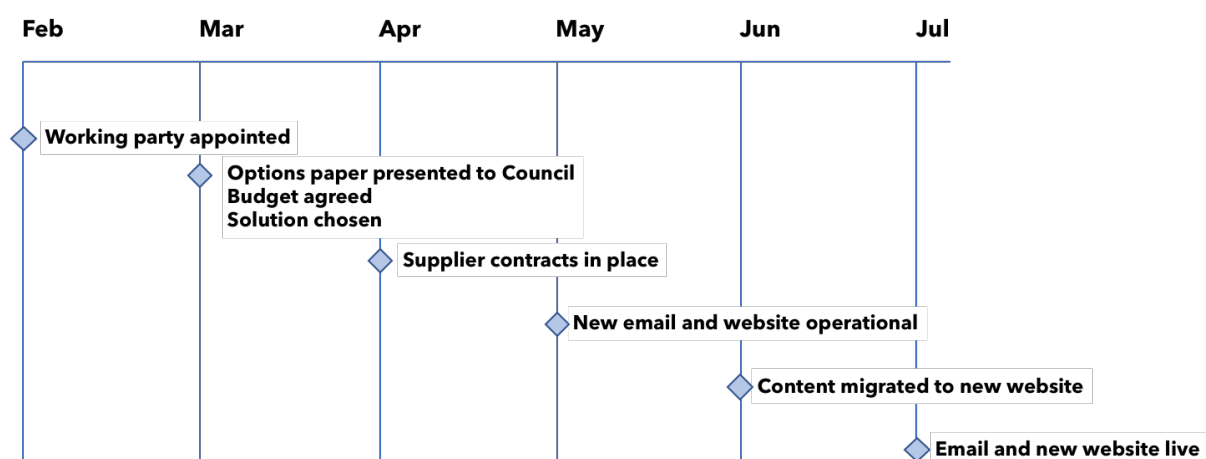 Feb Mar Apr May Jun Jul
Working party appointed
Options paper presented to Council
Budget agreed
Solution chosen
Supplier contracts in place
New email and website operational
Content migrated to new website
Email and new website live